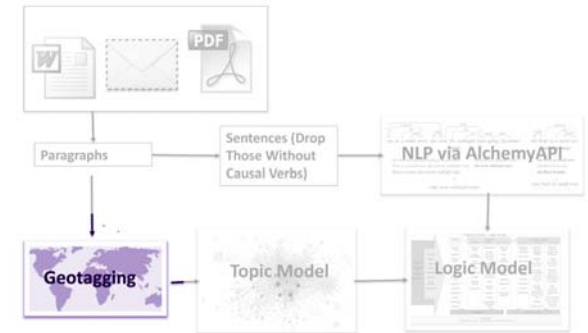 PDF
W
Paragraphs
Sentences (Drop
Those Without
Causal Verbs)
NLP via AlchemyAPI
Geotagging
Topic Model
Logic Model